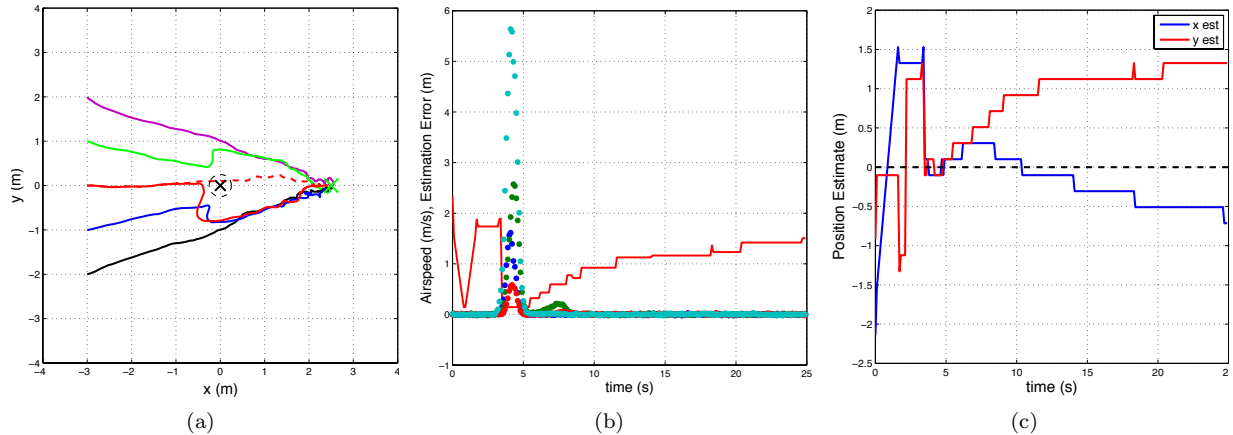 4
3
2
1
0
−1
−2
−3
−4
−4 −3 −2 −1 0 1 2 3 4
y (m)
x (m)
(a)
6
5
4
3
2
1
0
−1
0 5 10 15 20 25
Airspeed (m/s), Estimation Error (m)
time (s)
(b)
2
1.5
1
0.5
0
−0.5
−1
−1.5
−2
−2.5
0 5 10 15 20 25
Position Estimate (m)
time (s)
x est
y est
(c)